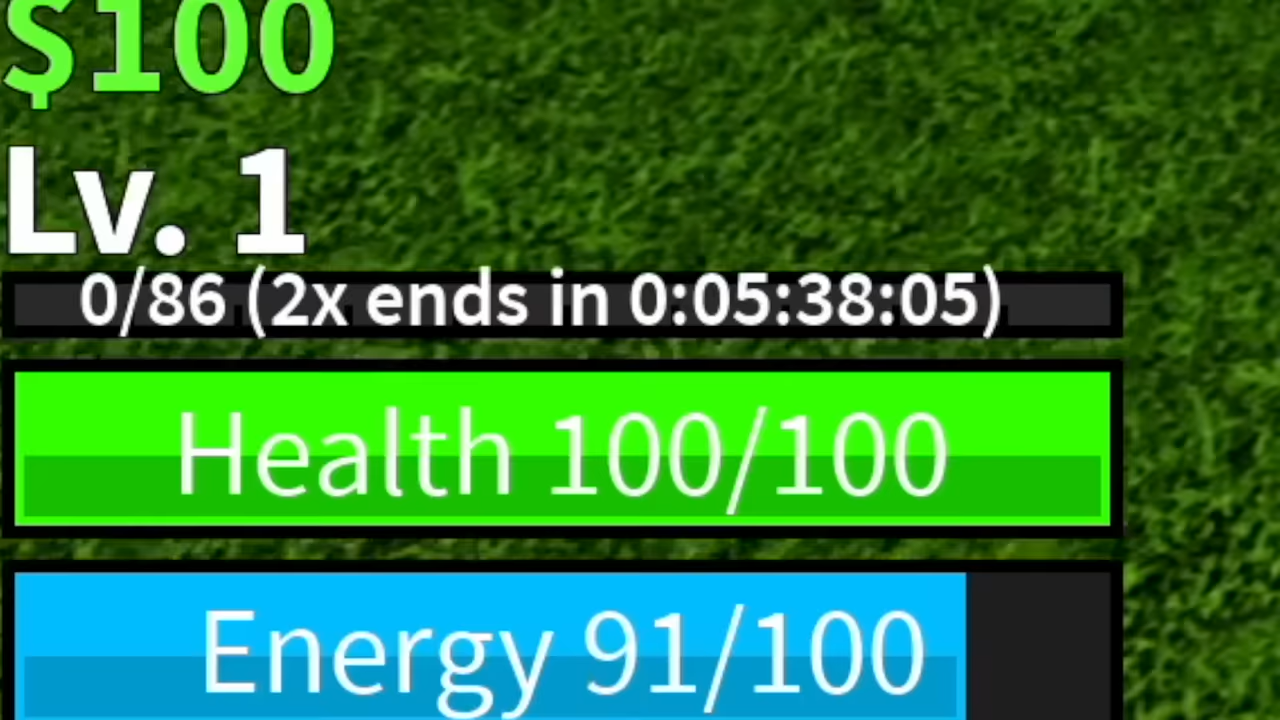 $100
Lv. 1
0/86 (2x ends in 0:05:38:05)
Health 100/100
Energy 91/100